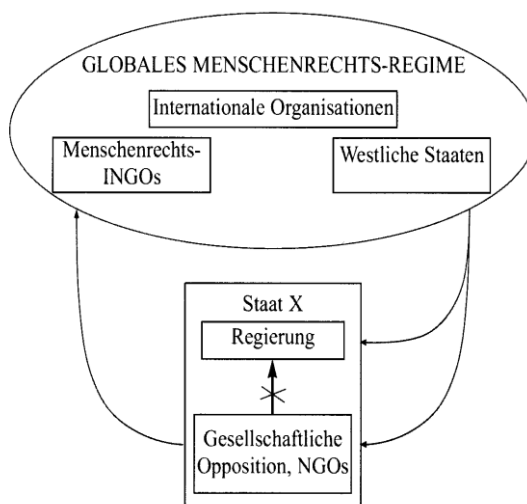 GLOBALES MENSCHENRECHTS-REGIME
Internationale Organisationen
Menschenrechts-
INGOs
Westliche Staaten
Staat X
Regierung
Gesellschaftliche
Opposition, NGOs